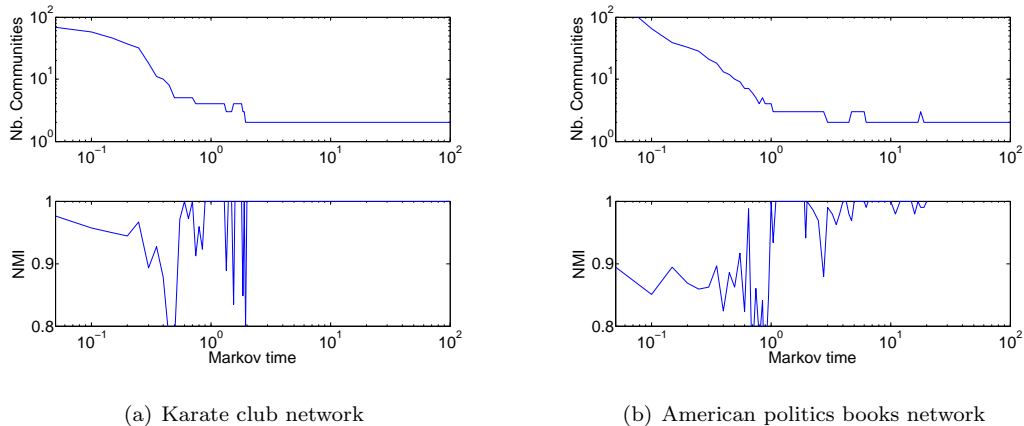 Nb. Communities
10^2
10^1
10^0
10^−1 10^0 10^1 10^2
NMI
1
0.9
0.8
10^−1 10^0 10^1 10^2
Markov time
(a) Karate club network
Nb. Communities
10^2
10^1
10^0
10^−1 10^0 10^1 10^2
NMI
1
0.9
0.8
10^−1 10^0 10^1 10^2
Markov time
(b) American politics books network